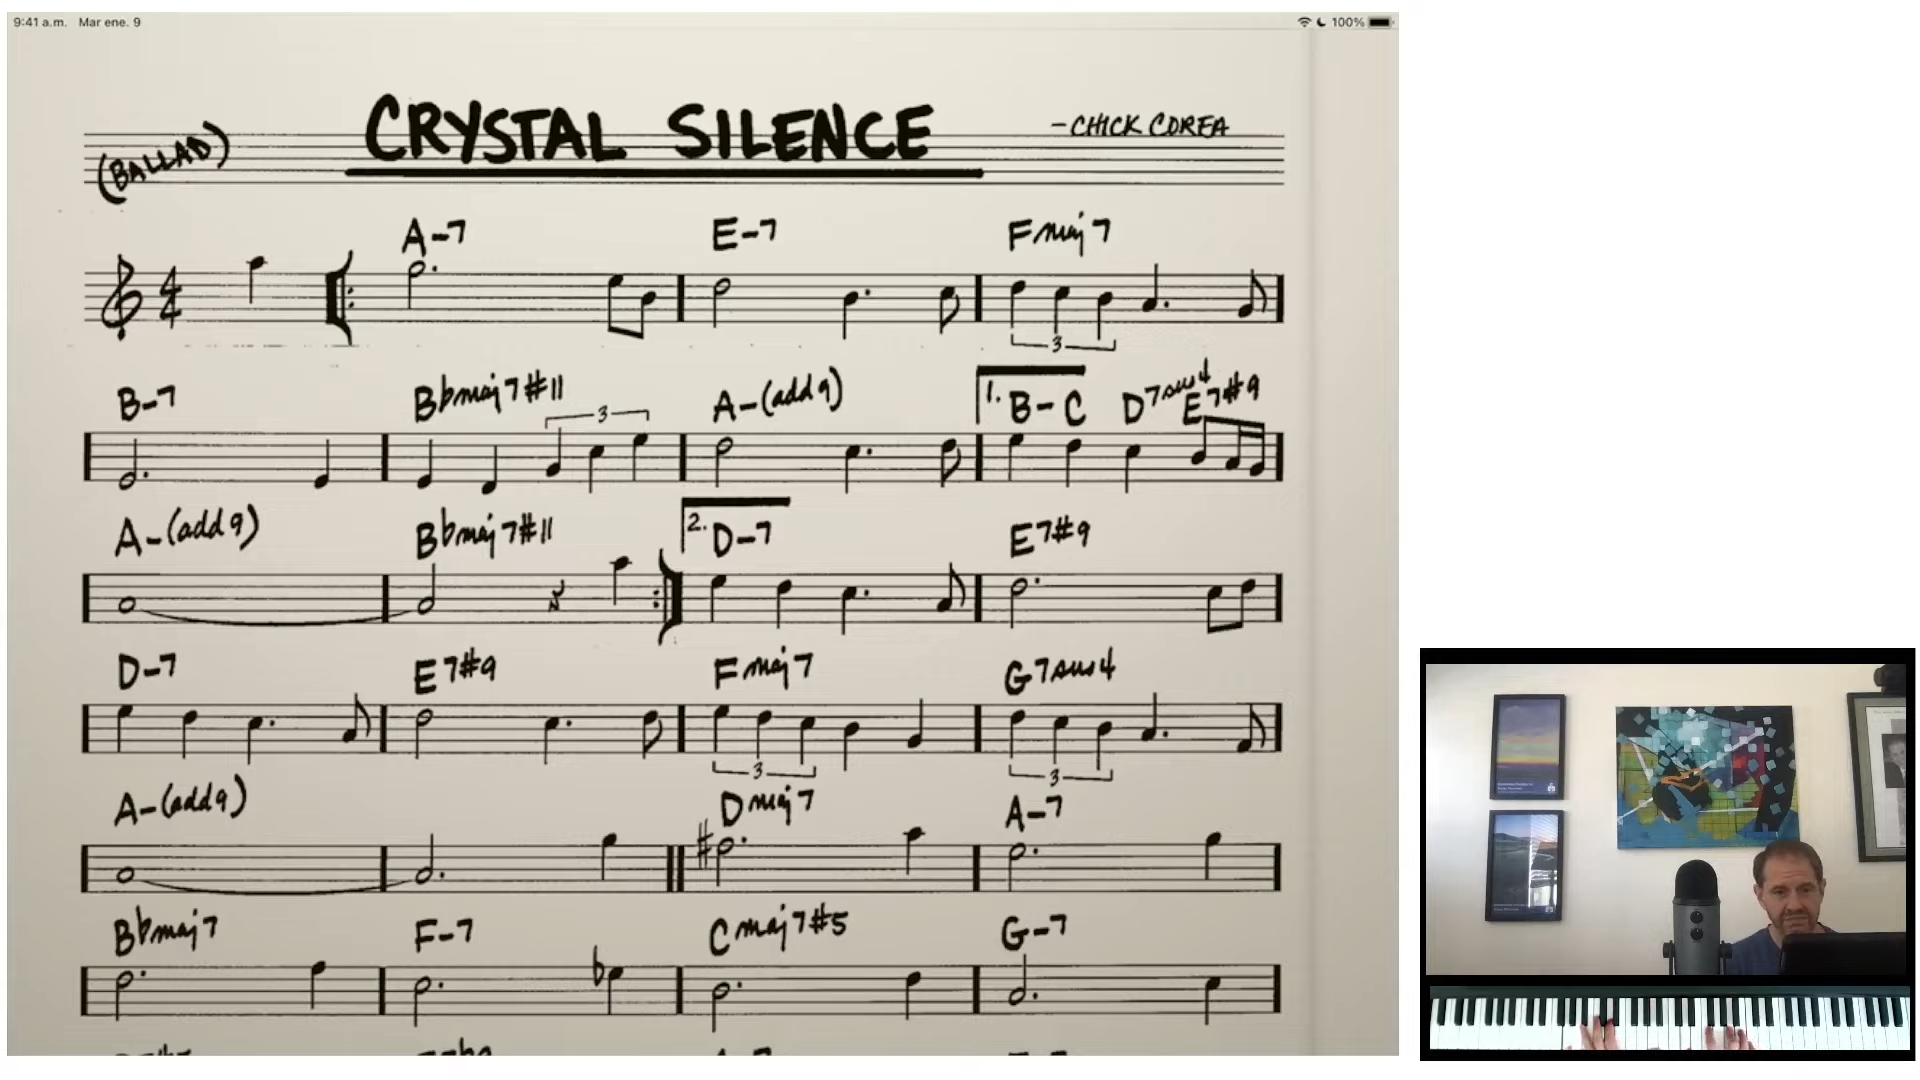 9:41 a.m. Mar ene. 9 100%
(BALLAD) CRYSTAL SILENCE -CHICK COREA
A-7 E-7 Fmaj7
4 4
3
B-7 Bbmaj7#11 A-(add9) 1. B- C D7sus4 E7#9
3
A-(add9) Bbmaj7#11 2. D-7 E7#9
D-7 E7#9 Fmaj7 G7sus4
3 3
A-(add9) Dmaj7 A-7
Bbmaj7 F-7 Cmaj7#5 G-7